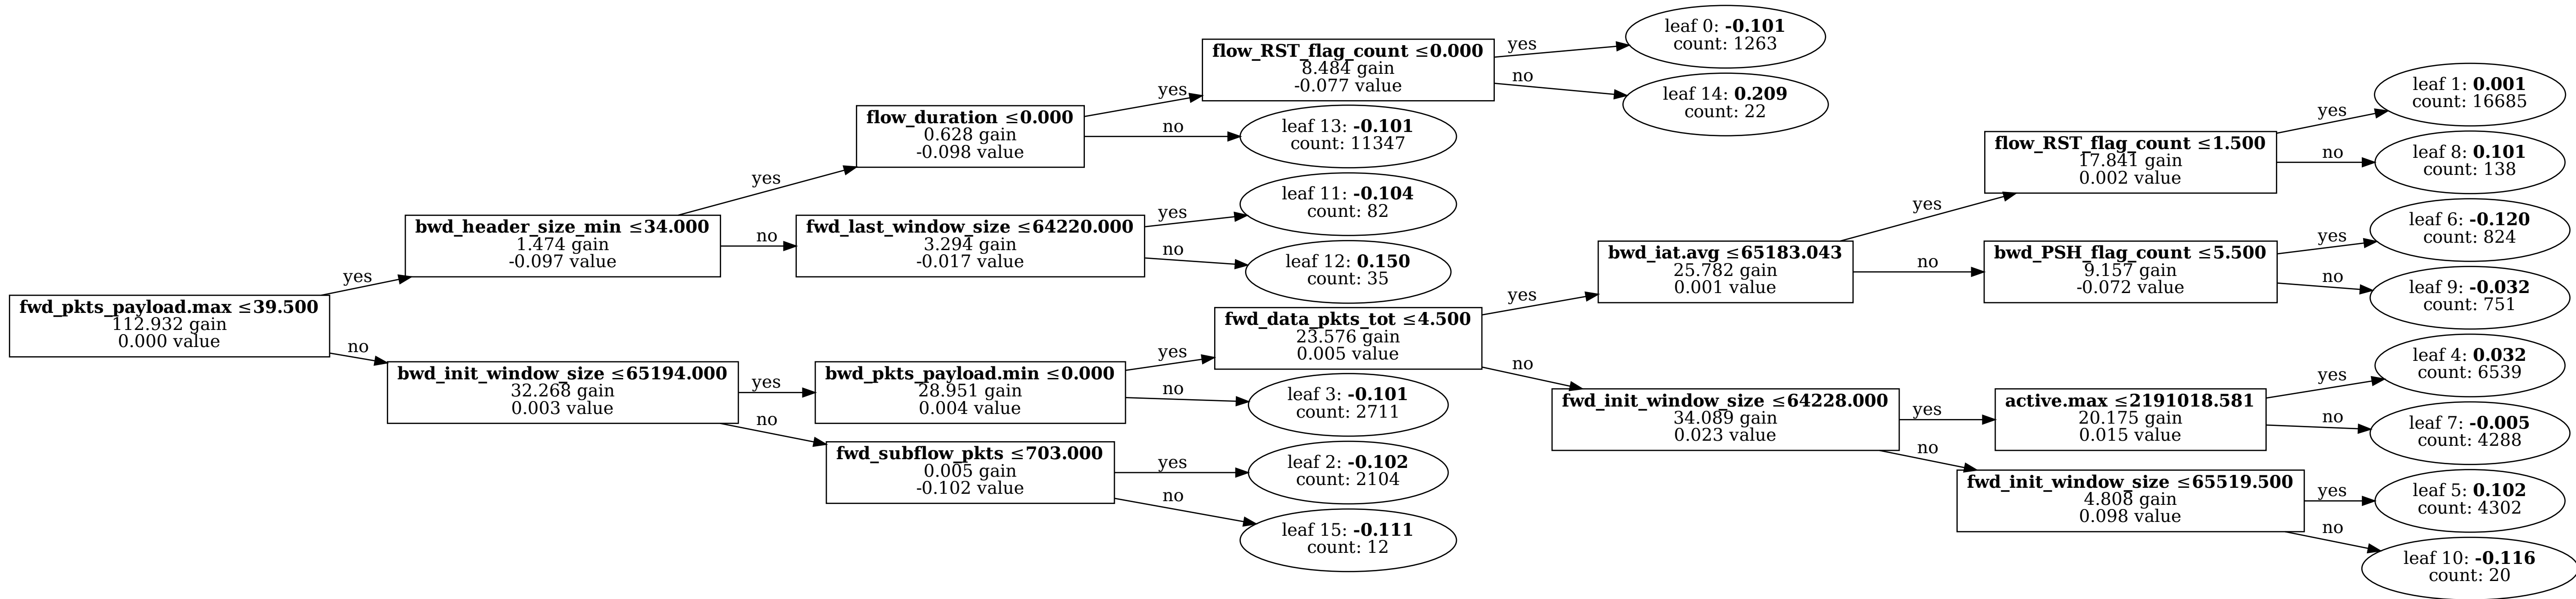 fwd_pkts_payload.max ≤39.500
112.932 gain
0.000 value
yes
no
bwd_header_size_min ≤34.000
1.474 gain
-0.097 value
yes
no
bwd_init_window_size ≤65194.000
32.268 gain
0.003 value
yes
no
flow_duration ≤0.000
0.628 gain
-0.098 value
yes
no
fwd_last_window_size ≤64220.000
3.294 gain
-0.017 value
yes
no
bwd_pkts_payload.min ≤0.000
28.951 gain
0.004 value
yes
no
fwd_subflow_pkts ≤703.000
0.005 gain
-0.102 value
yes
no
flow_RST_flag_count ≤0.000
8.484 gain
-0.077 value
yes
no
leaf 13: -0.101
count: 11347
leaf 11: -0.104
count: 82
leaf 12: 0.150
count: 35
fwd_data_pkts_tot ≤4.500
23.576 gain
0.005 value
yes
no
leaf 3: -0.101
count: 2711
leaf 2: -0.102
count: 2104
leaf 15: -0.111
count: 12
leaf 0: -0.101
count: 1263
leaf 14: 0.209
count: 22
bwd_iat.avg ≤65183.043
25.782 gain
0.001 value
yes
no
fwd_init_window_size ≤64228.000
34.089 gain
0.023 value
yes
no
flow_RST_flag_count ≤1.500
17.841 gain
0.002 value
yes
no
bwd_PSH_flag_count ≤5.500
9.157 gain
-0.072 value
yes
no
active.max ≤2191018.581
20.175 gain
0.015 value
yes
no
fwd_init_window_size ≤65519.500
4.808 gain
0.098 value
yes
no
leaf 1: 0.001
count: 16685
leaf 8: 0.101
count: 138
leaf 6: -0.120
count: 824
leaf 9: -0.032
count: 751
leaf 4: 0.032
count: 6539
leaf 7: -0.005
count: 4288
leaf 5: 0.102
count: 4302
leaf 10: -0.116
count: 20